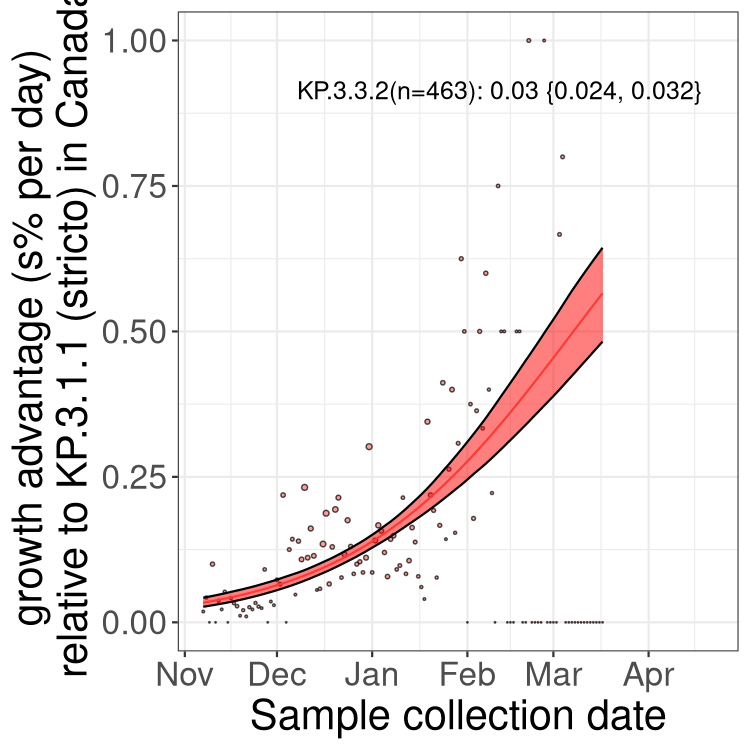 growth advantage (s% per day)
relative to KP.3.1.1 (stricto) in Canada
1.00
0.75
0.50
0.25
0.00
KP.3.3.2(n=463): 0.03 {0.024, 0.032}
Nov Dec Jan Feb Mar Apr
Sample collection date